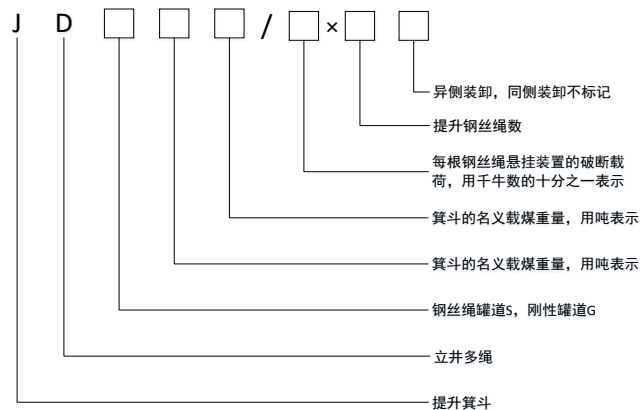 J D □ □ □ / □ × □ □
异侧装卸，同侧装卸不标记
提升钢丝绳数
每根钢丝绳悬挂装置的破断载
荷，用千牛数的十分之一表示
箕斗的名义载煤重量，用吨表示
箕斗的名义载煤重量，用吨表示
钢丝绳罐道S，刚性罐道G
立井多绳
提升箕斗